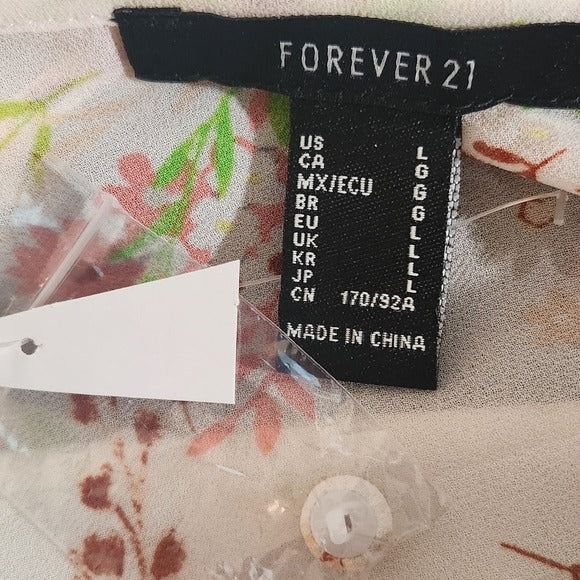 FOREVER 21
US L
CA G
MX/ECU G
BR G
EU L
UK L
KR L
JP L
CN 170/92A
MADE IN CHINA